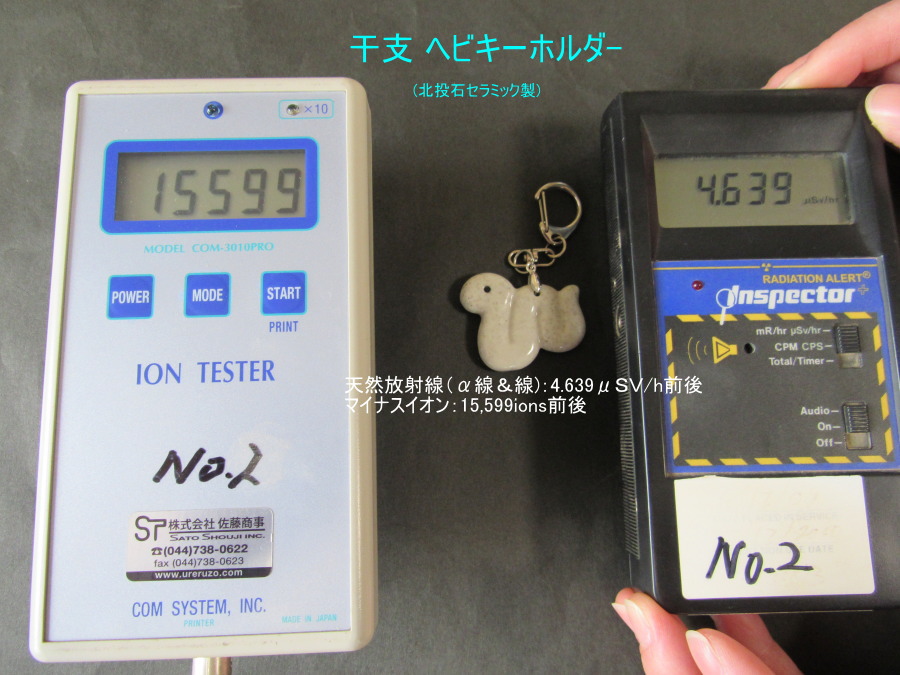 干支 ヘビキーホルダー
（北投石セラミック製）
×10
15599
MODEL COM-3010PRO
POWER
MODE
START
PRINT
ION TESTER
No.2
SP 株式会社 佐藤商事
SATO SHOUJI INC.
☎(044)738-0622
fax (044)738-0623
www.ureruzo.com
COM SYSTEM, INC.
PRINTER
MADE IN JAPAN
天然放射線（α線＆線）：4.639μSV/h前後
マイナスイオン：15,599ions前後
4.639 μSv/hr
RADIATION ALERT®
Inspector+
mR/hr μSv/hr
CPM CPS
Total/Timer
Audio
On
Off
No.2